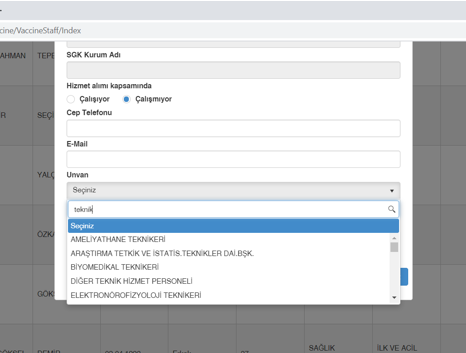 cine/VaccineStaff/Index
AHMAN TEPE
SGK Kurum Adı
Hizmet alımı kapsamında
Çalışıyor Çalışmıyor
R SEÇİ
Cep Telefonu
E-Mail
Unvan
YALÇ
Seçiniz
teknik
Seçiniz
AMELİYATHANE TEKNİKERİ
ÖZKA
ARAŞTIRMA TETKİK VE İSTATİS.TEKNİKLER DAİ.BŞK.
BİYOMEDİKAL TEKNİKERİ
DİĞER TEKNİK HİZMET PERSONELİ
ELEKTRONÖROFİZYOLOJİ TEKNİKERİ
GÖK
SAĞLIK İLK VE ACİL
DEMİR